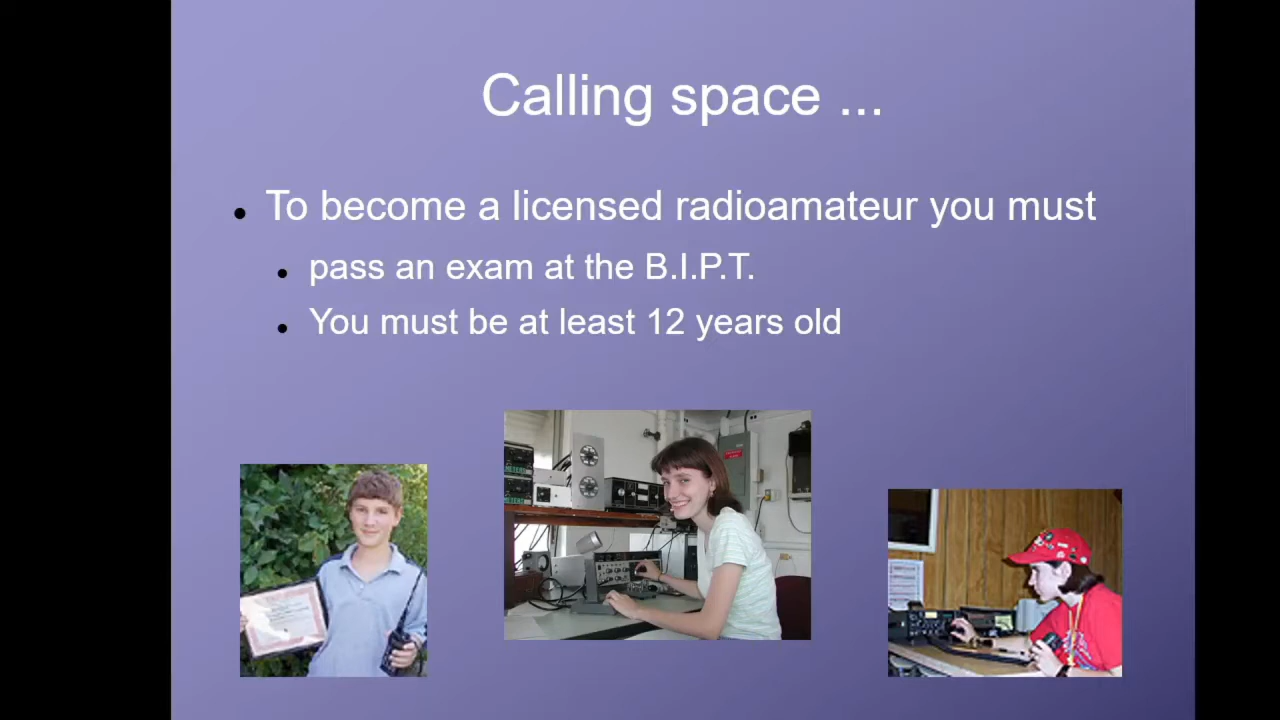 Calling space ...
To become a licensed radioamateur you must
pass an exam at the B.I.P.T.
You must be at least 12 years old